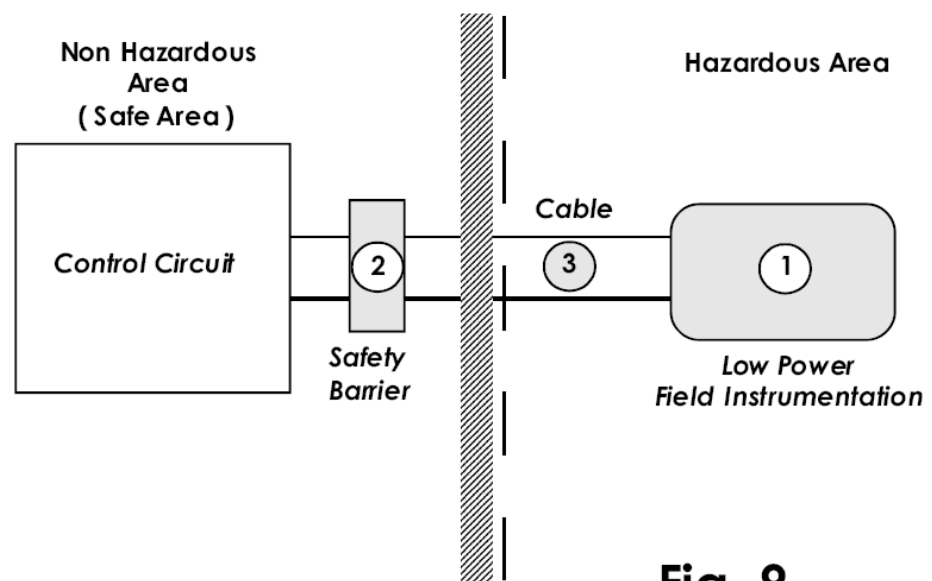 Non Hazardous
Area
( Safe Area )
Hazardous Area
Control Circuit
2
Safety
Barrier
Cable
3
1
Low Power
Field Instrumentation